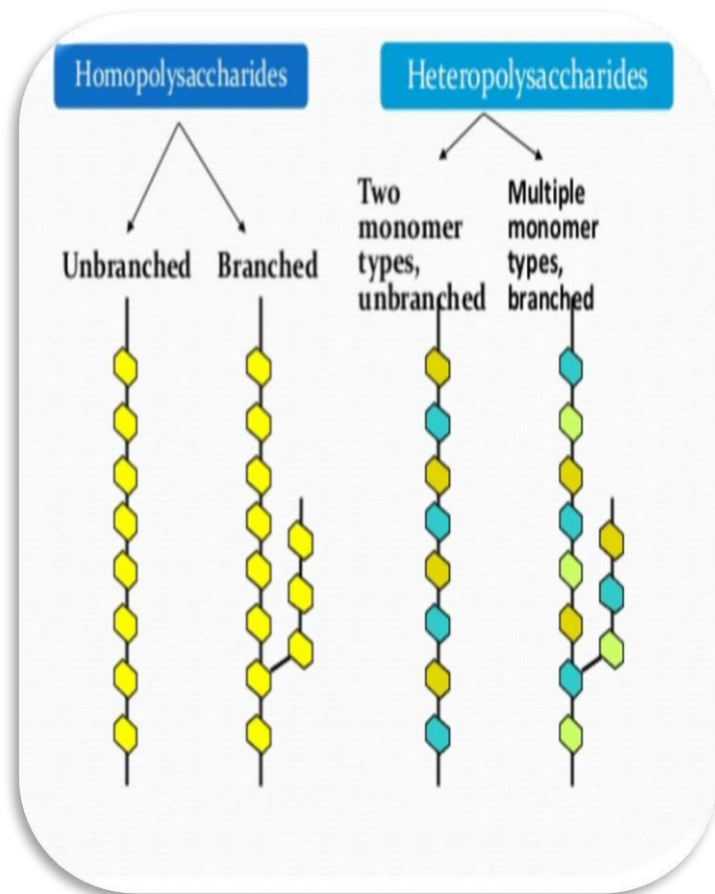 Homopolysaccharides
Heteropolysaccharides
Unbranched
Branched
Two
monomer
types,
unbranched
Multiple
monomer
types,
branched